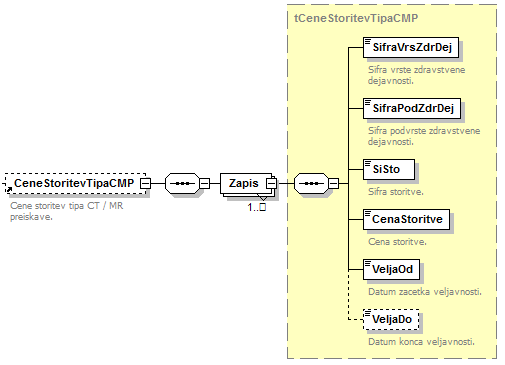 tCeneStoritevTipaCMP
SifraVrsZdrDej
Sifra vrste zdravstvene
dejavnosti.
SifraPodZdrDej
Sifra podvrste zdravstvene
dejavnosti.
CeneStoritevTipaCMP
Cene storitev tipa CT / MR
preiskave.
Zapis
1..□
SiSto
Sifra storitve.
CenaStoritve
Cena storitve.
VeljaOd
Datum zacetka veljavnosti.
VeljaDo
Datum konca veljavnosti.